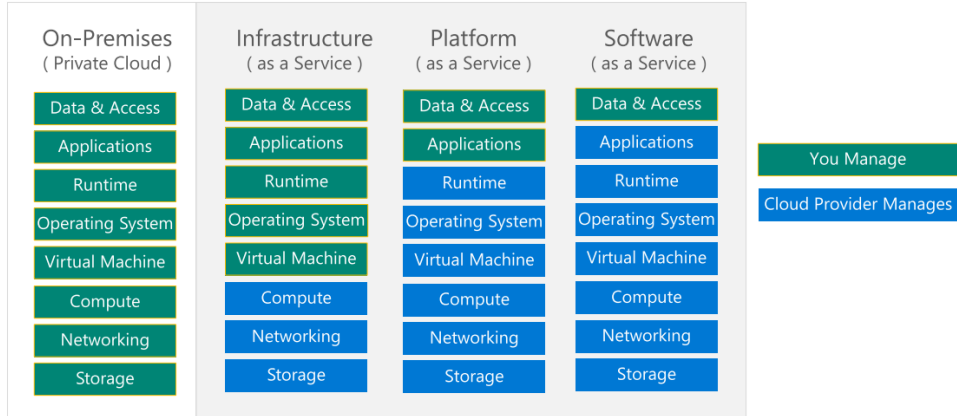 On-Premises
( Private Cloud )
Data & Access
Applications
Runtime
Operating System
Virtual Machine
Compute
Networking
Storage
Infrastructure
( as a Service )
Data & Access
Applications
Runtime
Operating System
Virtual Machine
Compute
Networking
Storage
Platform
( as a Service )
Data & Access
Applications
Runtime
Operating System
Virtual Machine
Compute
Networking
Storage
Software
( as a Service )
Data & Access
Applications
Runtime
Operating System
Virtual Machine
Compute
Networking
Storage
You Manage
Cloud Provider Manages